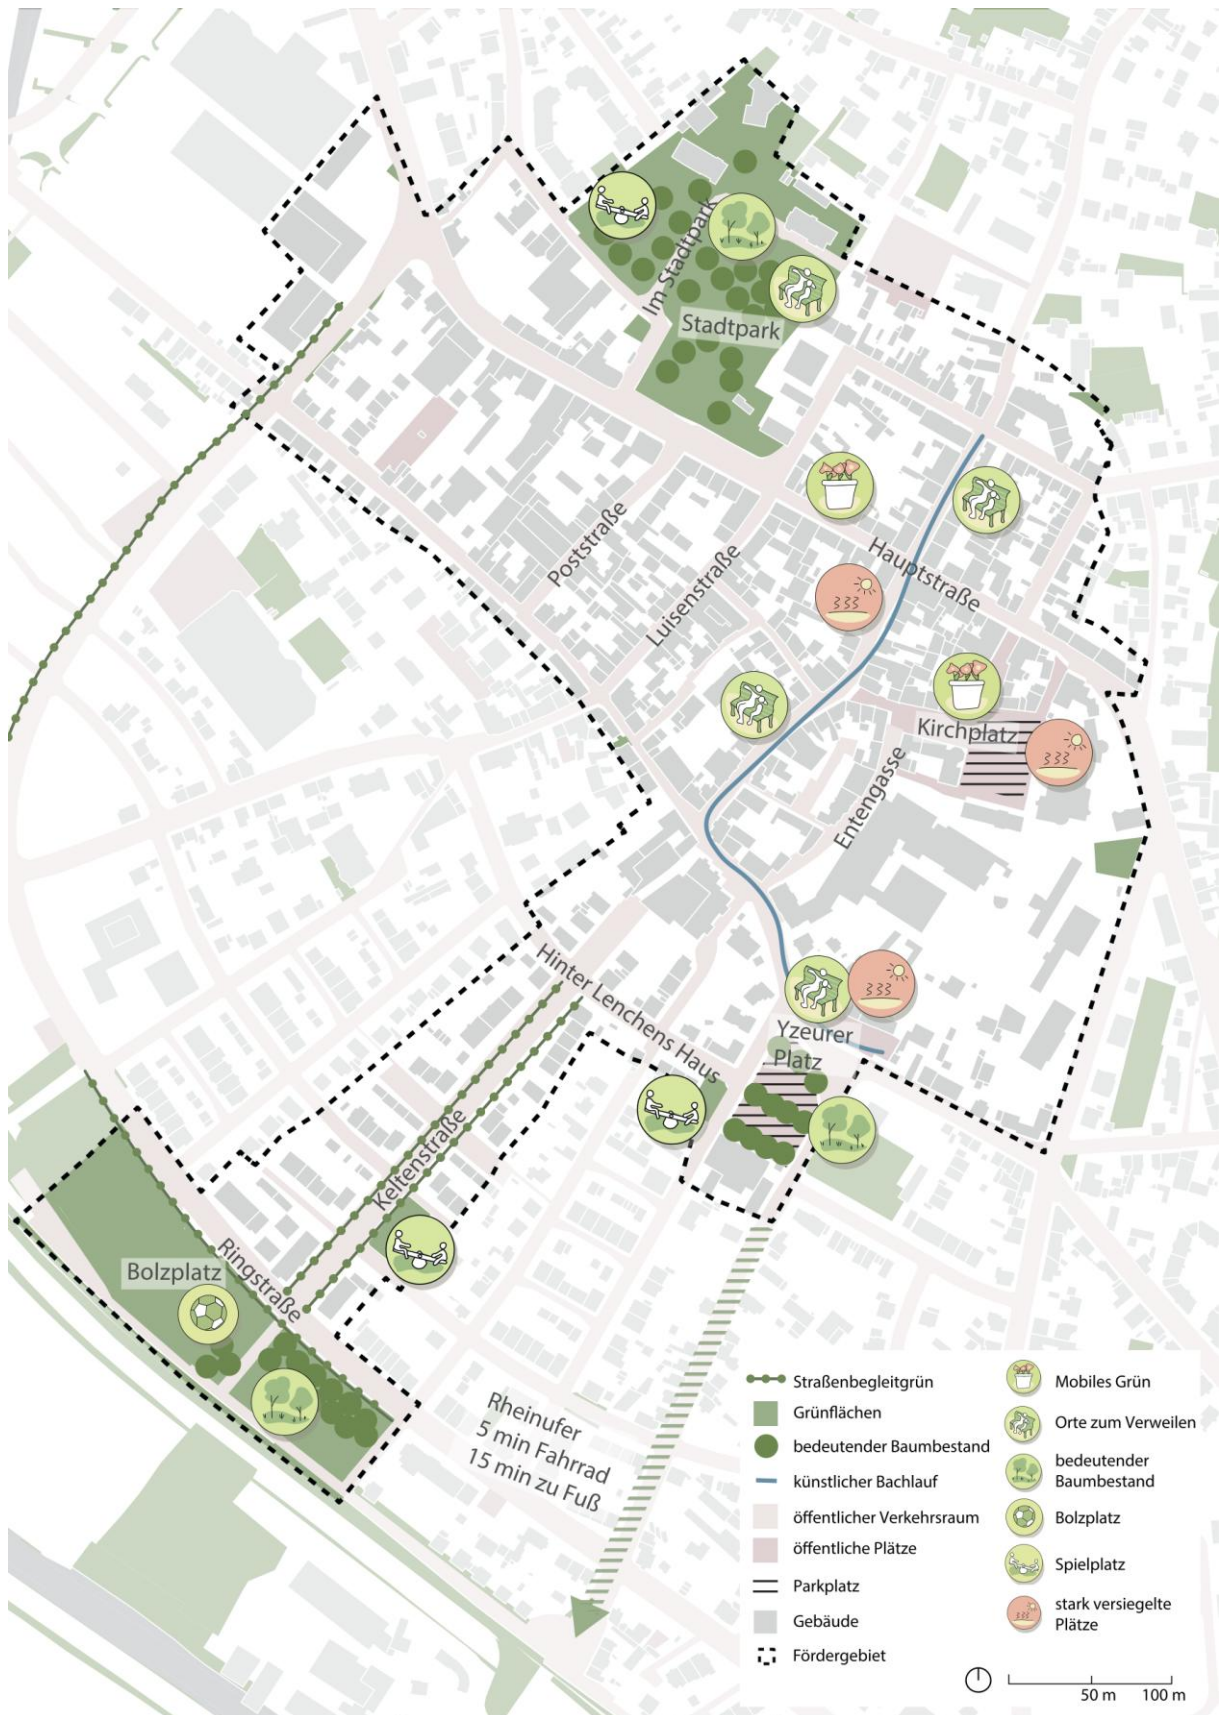 Im Stadtpark
Stadtpark
Poststraße
Luisenstraße
Hauptstraße
Kirchplatz
Entengasse
Hinter Lenchens Haus
Yzeurer
Platz
Keltenstraße
Ringstraße
Bolzplatz
Rheinufer
5 min Fahrrad
15 min zu Fuß
Straßenbegleitgrün
Grünflächen
bedeutender Baumbestand
künstlicher Bachlauf
öffentlicher Verkehrsraum
öffentliche Plätze
Parkplatz
Gebäude
Fördergebiet
Mobiles Grün
Orte zum Verweilen
bedeutender
Baumbestand
Bolzplatz
Spielplatz
stark versiegelte
Plätze
50 m 100 m